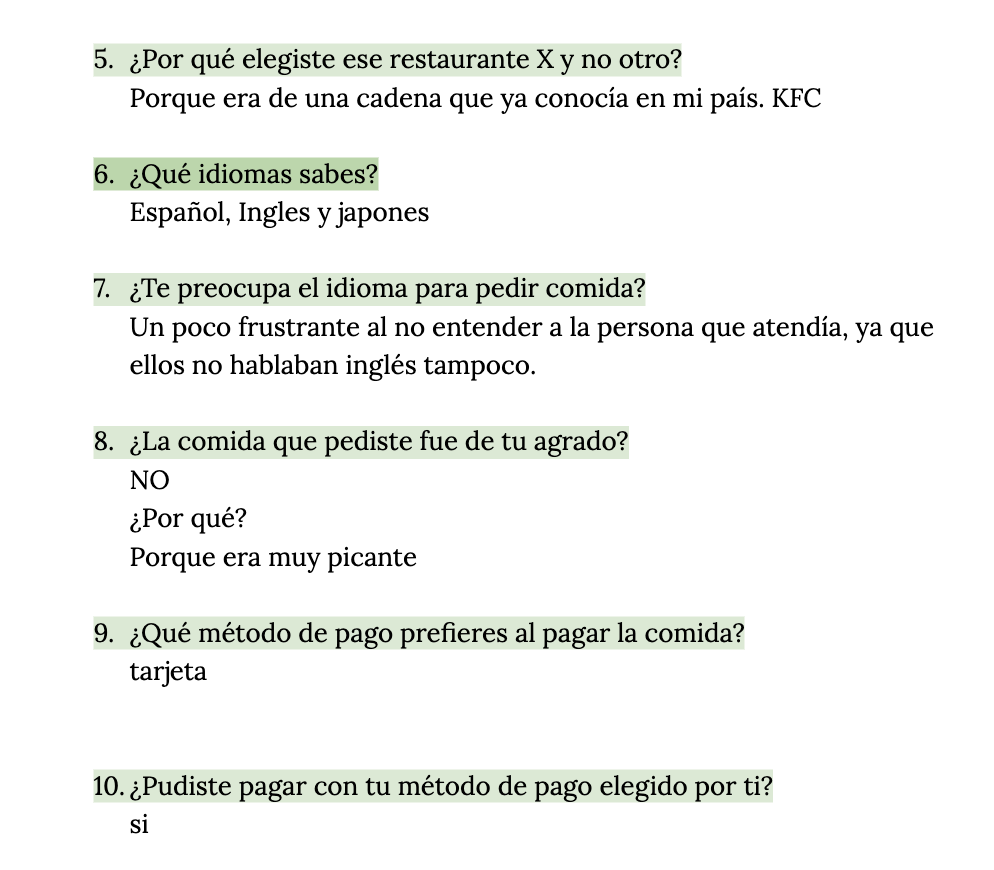 5. ¿Por qué elegiste ese restaurante X y no otro?
Porque era de una cadena que ya conocía en mi país. KFC
6. ¿Qué idiomas sabes?
Español, Ingles y japones
7. ¿Te preocupa el idioma para pedir comida?
Un poco frustrante al no entender a la persona que atendía, ya que
ellos no hablaban inglés tampoco.
8. ¿La comida que pediste fue de tu agrado?
NO
¿Por qué?
Porque era muy picante
9. ¿Qué método de pago prefieres al pagar la comida?
tarjeta
10. ¿Pudiste pagar con tu método de pago elegido por ti?
si